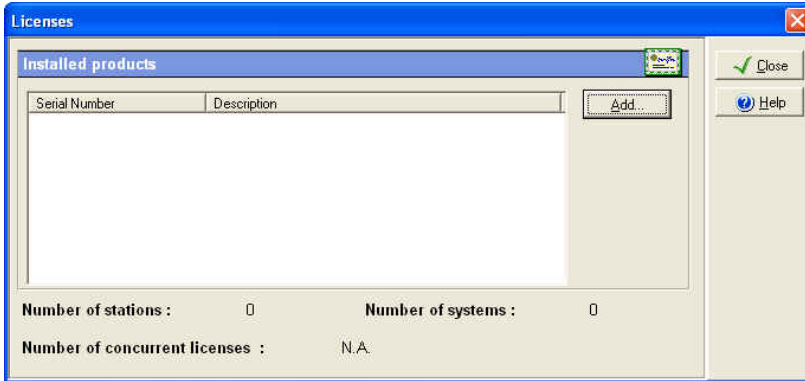 Licenses
Installed products
Close
Serial Number Description
Add...
Help
Number of stations : 0 Number of systems : 0
Number of concurrent licenses : N.A.